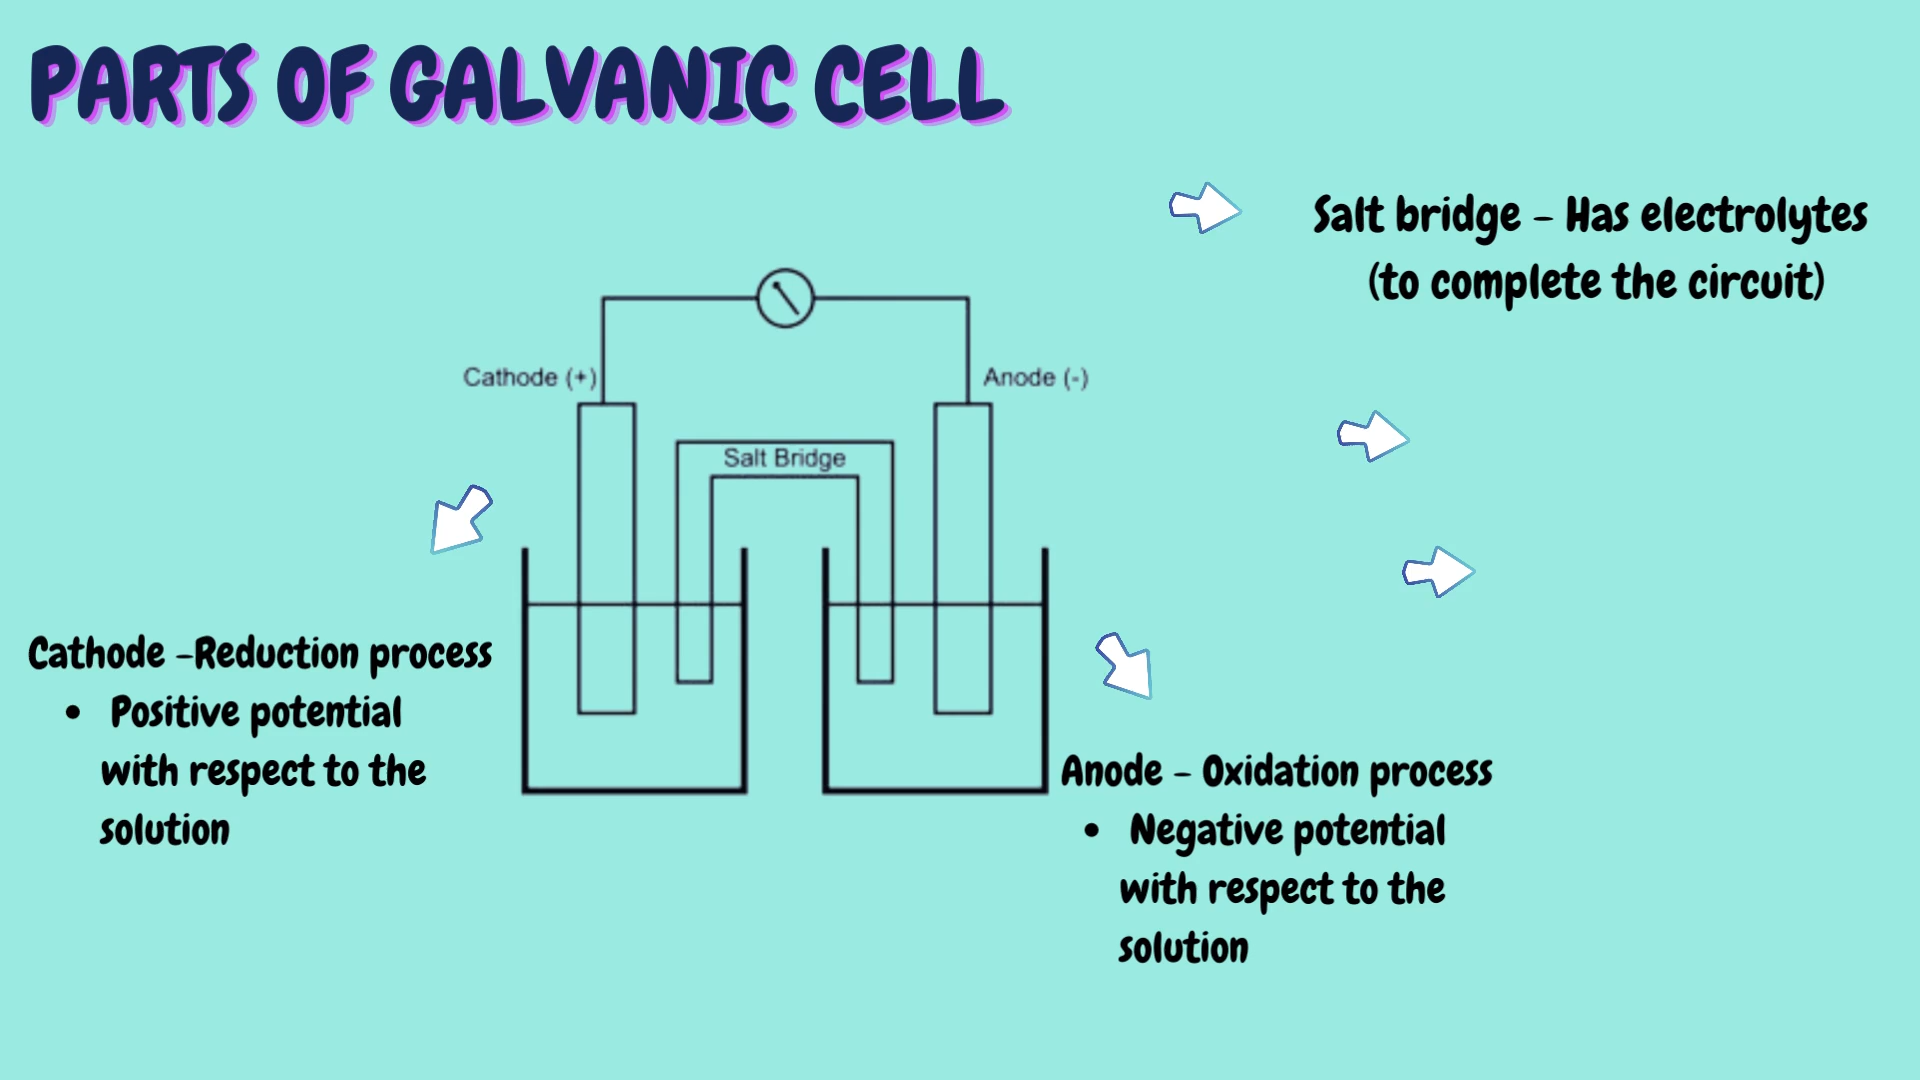 PARTS OF GALVANIC CELL
Salt bridge - Has electrolytes
(to complete the circuit)
Cathode (+)
Anode (-)
Salt Bridge
Cathode -Reduction process
• Positive potential
with respect to the
solution
Anode - Oxidation process
• Negative potential
with respect to the
solution